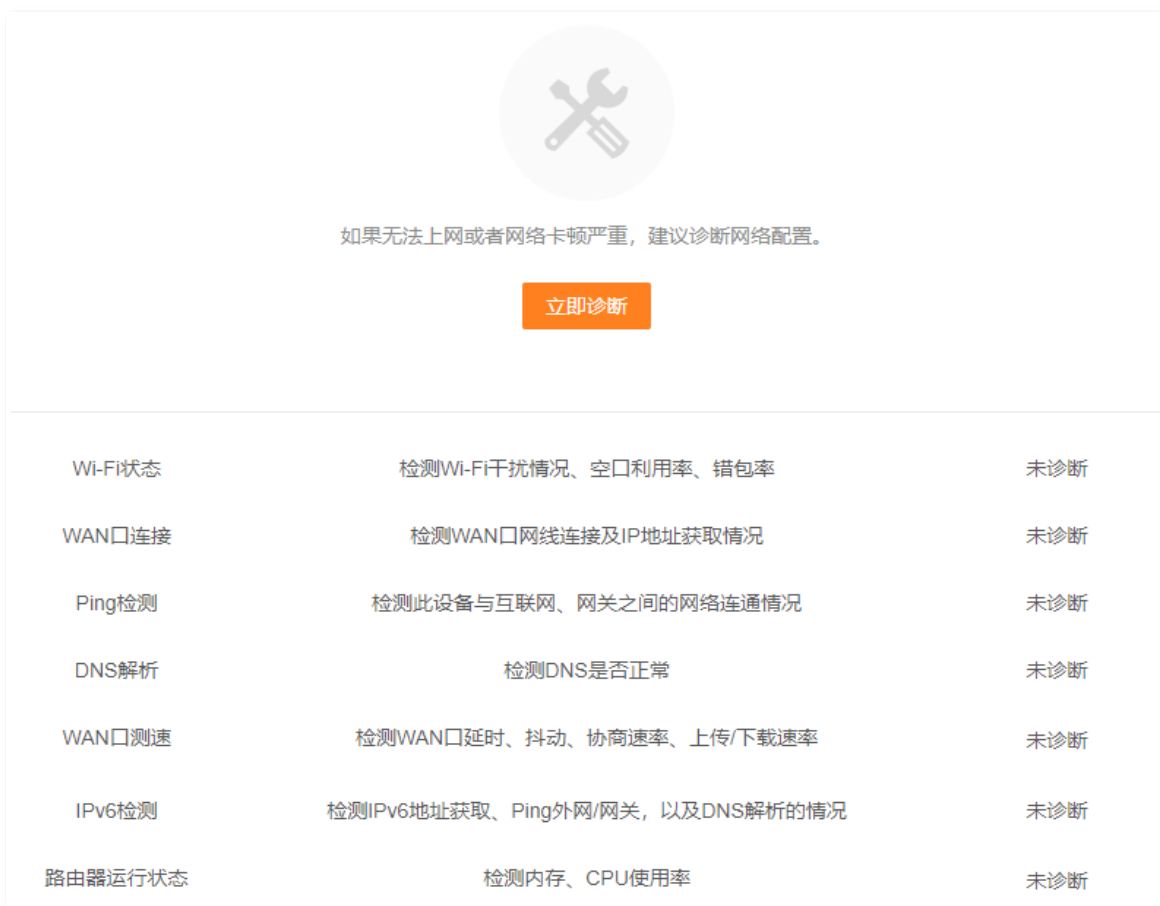 如果无法上网或者网络卡顿严重，建议诊断网络配置。
立即诊断
Wi-Fi状态 检测Wi-Fi干扰情况、空口利用率、错包率 未诊断
WAN口连接 检测WAN口网线连接及IP地址获取情况 未诊断
Ping检测 检测此设备与互联网、网关之间的网络连通情况 未诊断
DNS解析 检测DNS是否正常 未诊断
WAN口测速 检测WAN口延时、抖动、协商速率、上传/下载速率 未诊断
IPv6检测 检测IPv6地址获取、Ping外网/网关，以及DNS解析的情况 未诊断
路由器运行状态 检测内存、CPU使用率 未诊断